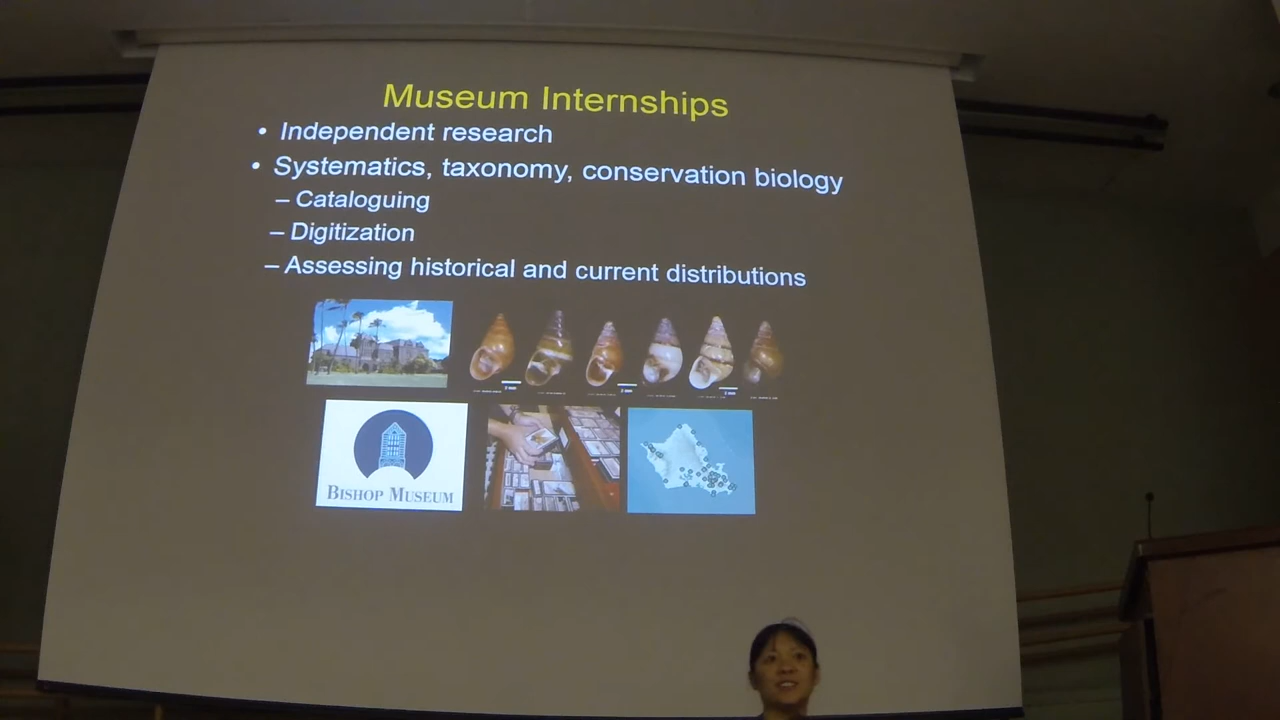 Museum Internships
• Independent research
• Systematics, taxonomy, conservation biology
– Cataloguing
– Digitization
– Assessing historical and current distributions
BISHOP MUSEUM